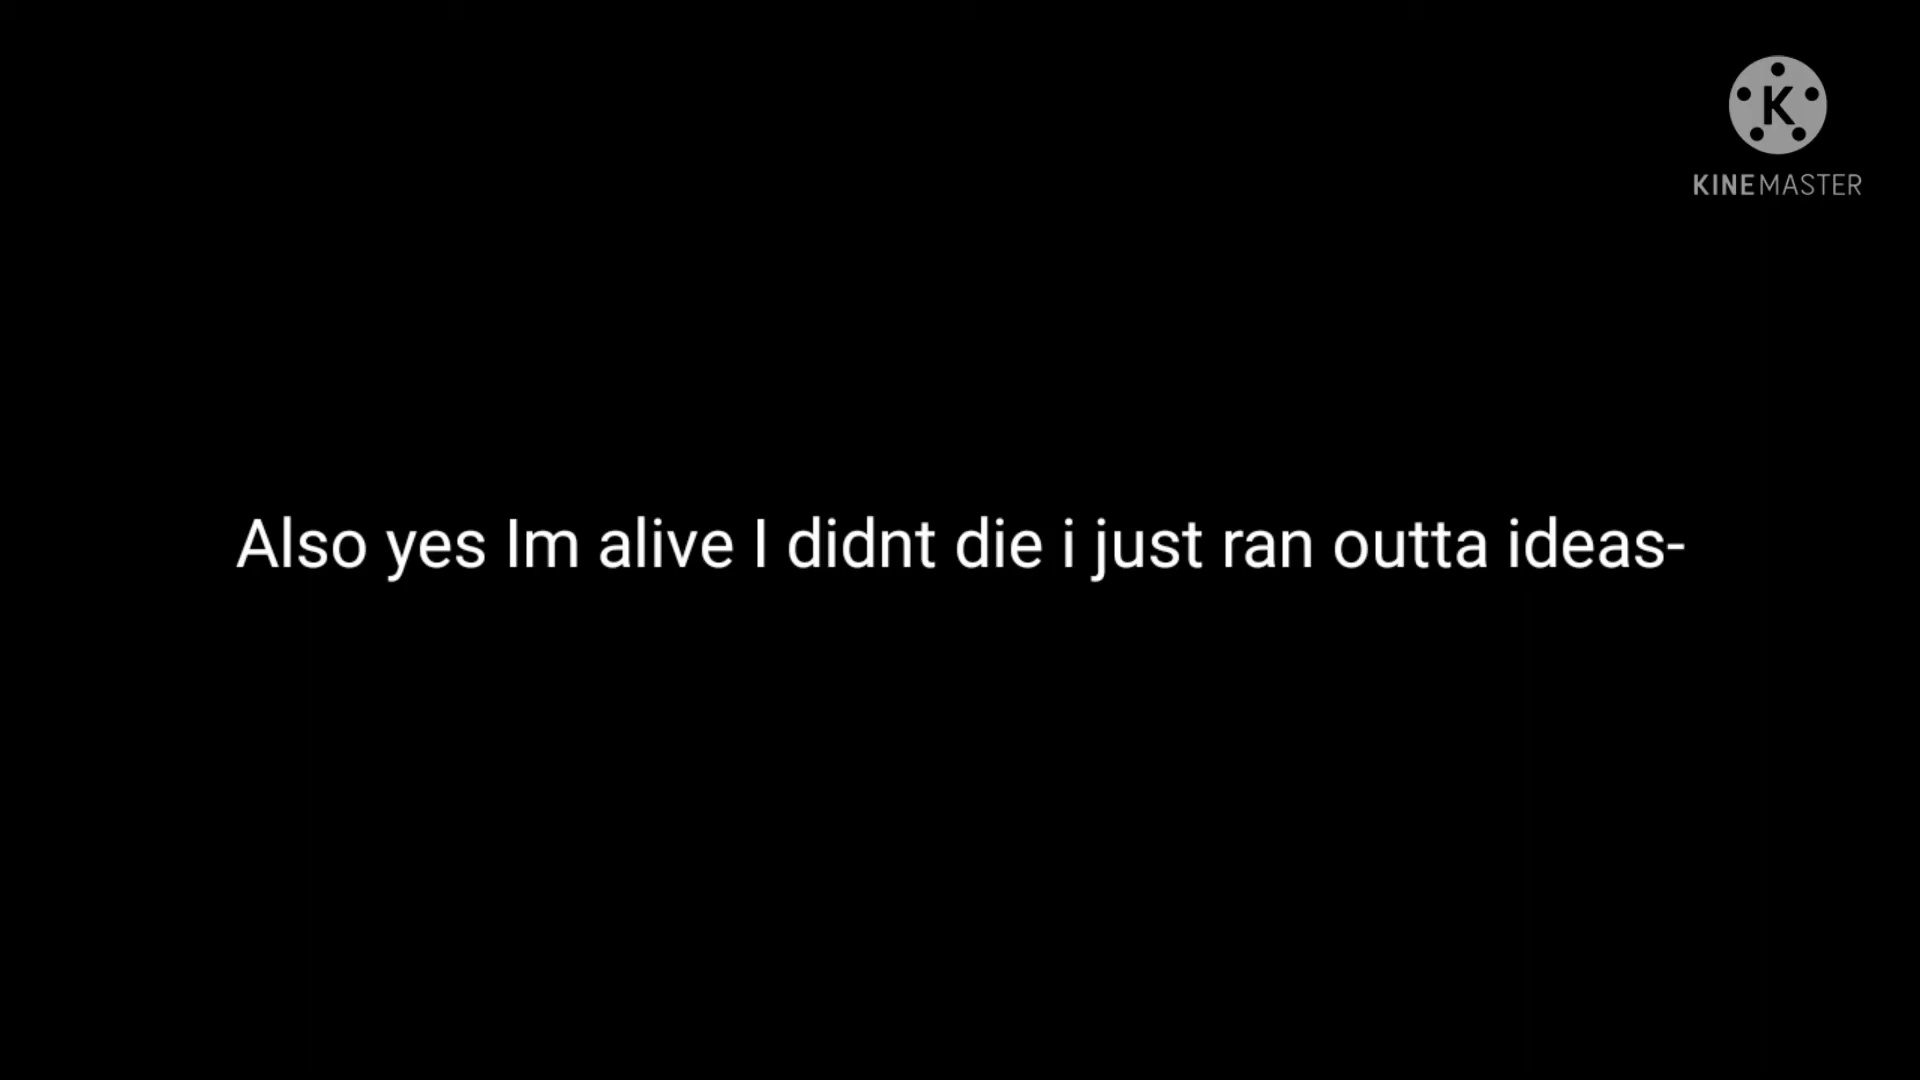 K
KINEMASTER
Also yes Im alive I didnt die i just ran outta ideas-